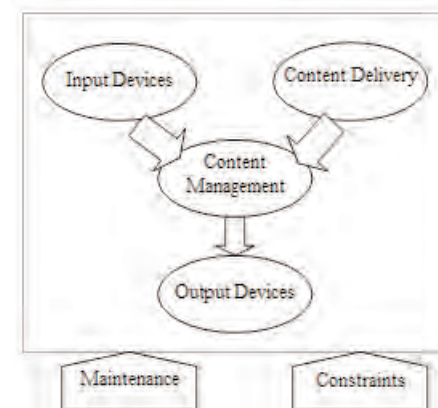 Input Devices
Content Delivery
Content
Management
Output Devices
Maintenance
Constraints